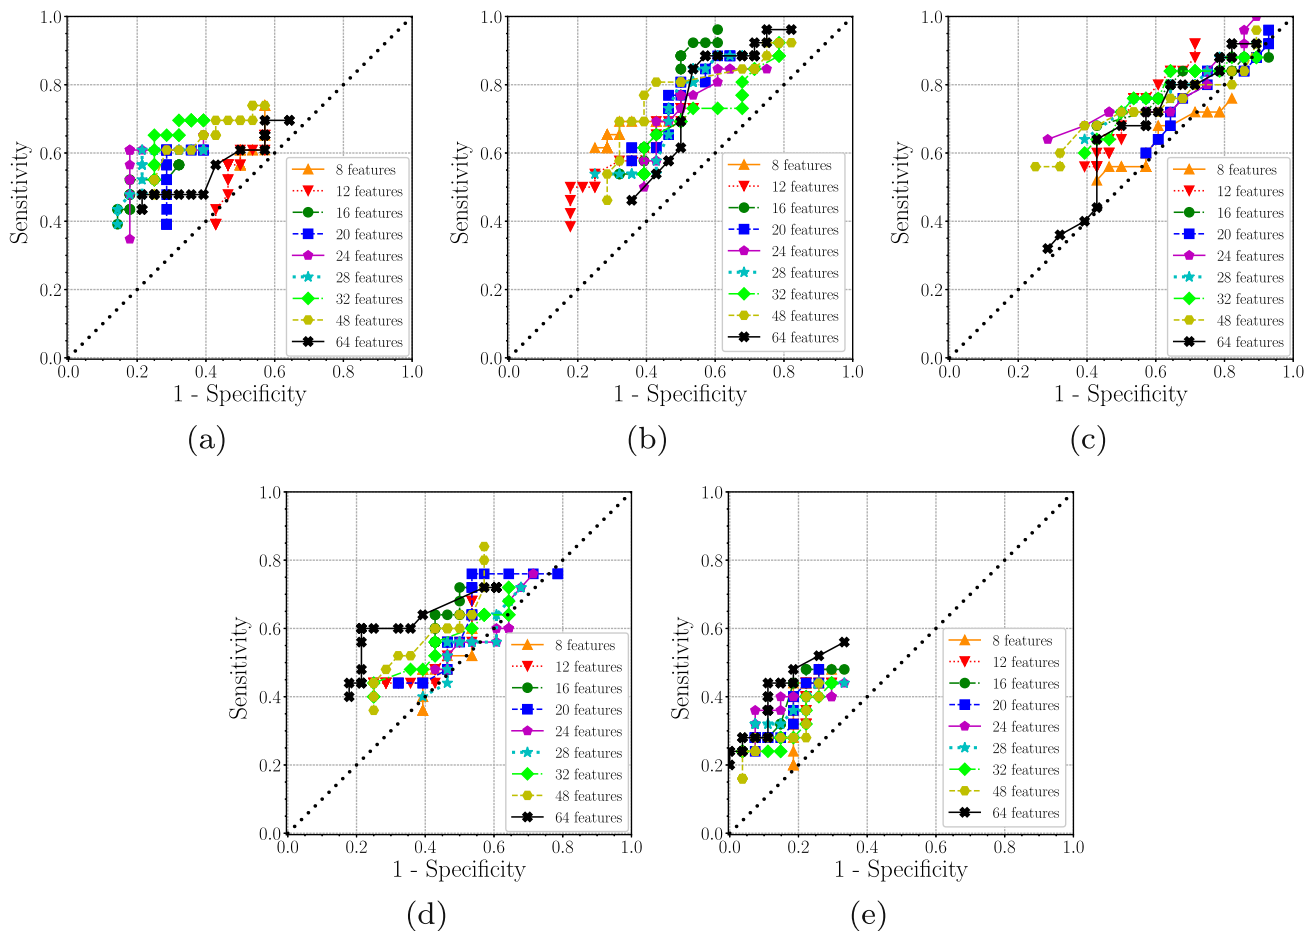 1.0
0.8
0.6
0.4
0.2
0.0
Sensitivity
8 features
12 features
16 features
20 features
24 features
28 features
32 features
48 features
64 features
0.0 0.2 0.4 0.6 0.8 1.0
1 - Specificity
(a)
1.0
0.8
0.6
0.4
0.2
0.0
Sensitivity
8 features
12 features
16 features
20 features
24 features
28 features
32 features
48 features
64 features
0.0 0.2 0.4 0.6 0.8 1.0
1 - Specificity
(b)
1.0
0.8
0.6
0.4
0.2
0.0
Sensitivity
8 features
12 features
16 features
20 features
24 features
28 features
32 features
48 features
64 features
0.0 0.2 0.4 0.6 0.8 1.0
1 - Specificity
(c)
1.0
0.8
0.6
0.4
0.2
0.0
Sensitivity
8 features
12 features
16 features
20 features
24 features
28 features
32 features
48 features
64 features
0.0 0.2 0.4 0.6 0.8 1.0
1 - Specificity
(d)
1.0
0.8
0.6
0.4
0.2
0.0
Sensitivity
8 features
12 features
16 features
20 features
24 features
28 features
32 features
48 features
64 features
0.0 0.2 0.4 0.6 0.8 1.0
1 - Specificity
(e)